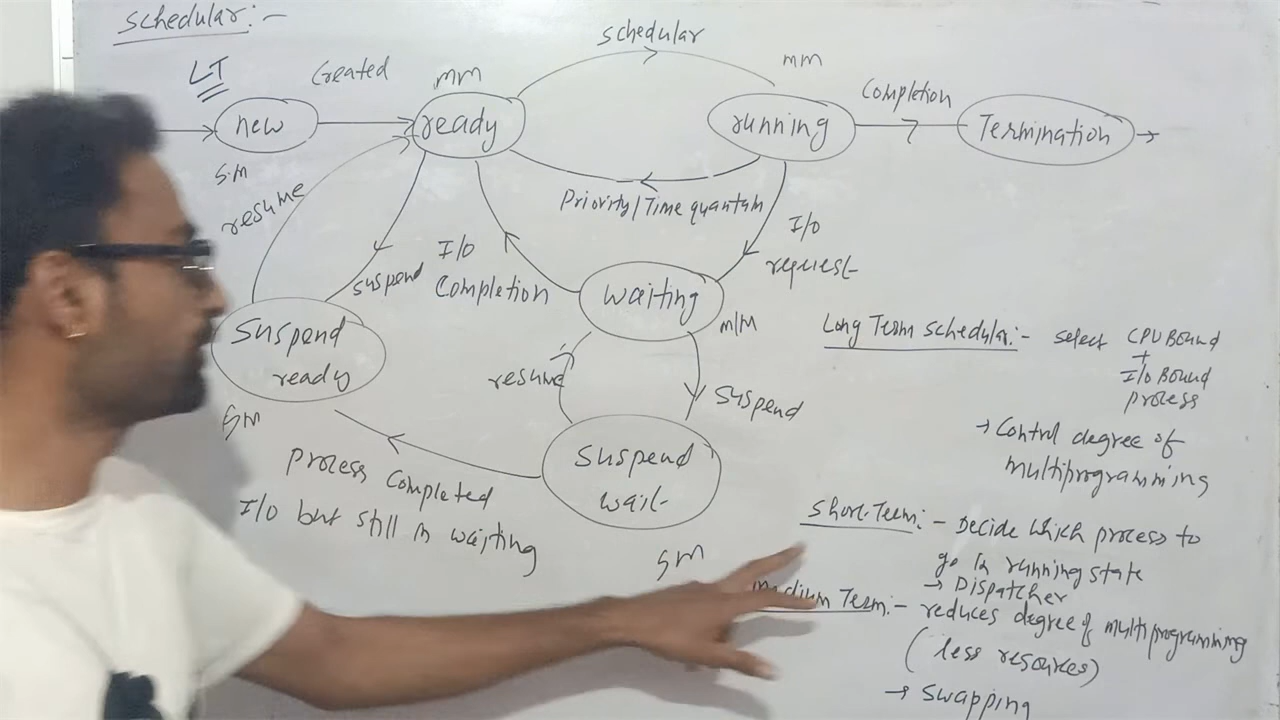 Schedular:-
LT
Created
mm
Schedular
mm
Completion
new
ready
running
Termination
SM
resume
Priority/Time quantum
I/O
request
suspend
I/O
Completion
waiting
m/m
suspend
ready
SM
resume
suspend
suspend
wait
SM
Process Completed
I/O but still in waiting
Long Term Schedular:- Select CPU Bound
+
I/O Bound
process
→ Control degree of
multiprogramming
Short-Term:- Decide which process to
go in running state
→ Dispatcher
medium Term:- reduces degree of multiprogramming
(less resources)
→ Swapping